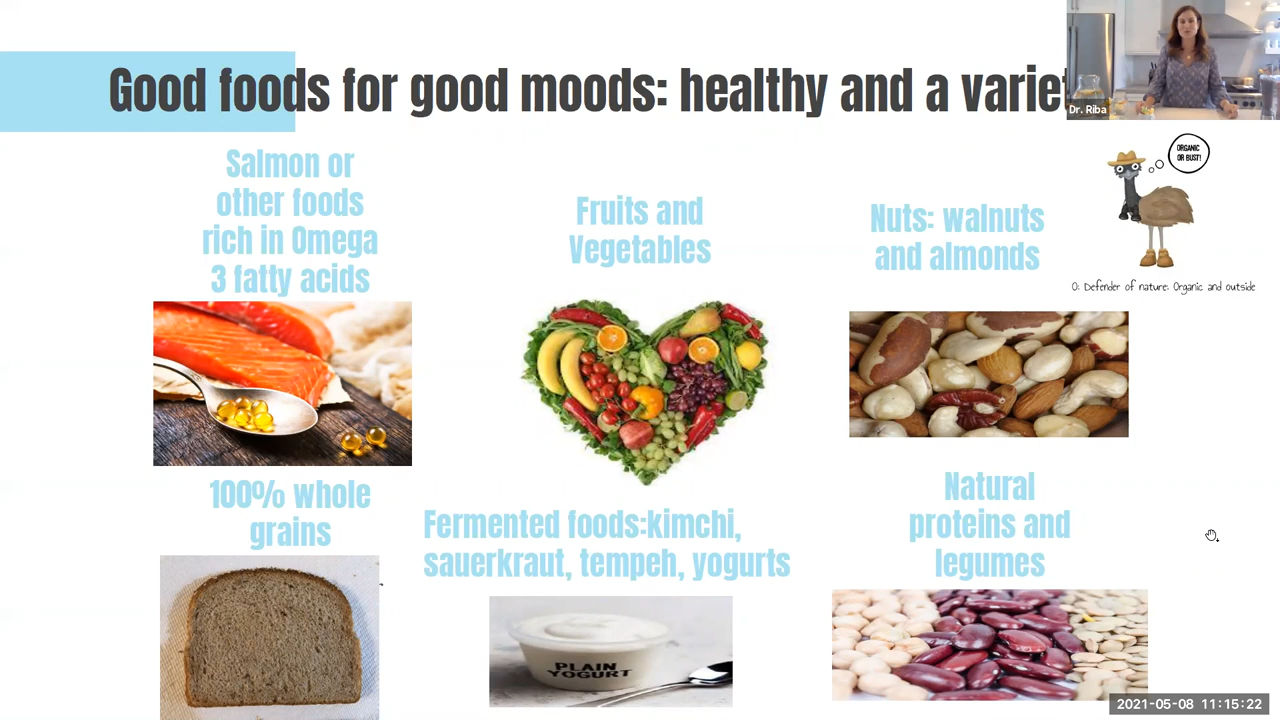 Good foods for good moods: healthy and a variet
Dr. Riba
ORGANIC
OR BUST!
O: Defender of nature: Organic and outside
Salmon or
other foods
rich in Omega
3 fatty acids
Fruits and
Vegetables
Nuts: walnuts
and almonds
100% whole
grains
Fermented foods:kimchi,
sauerkraut, tempeh, yogurts
PLAIN
YOGURT
Natural
proteins and
legumes
2021-05-08 11:15:22